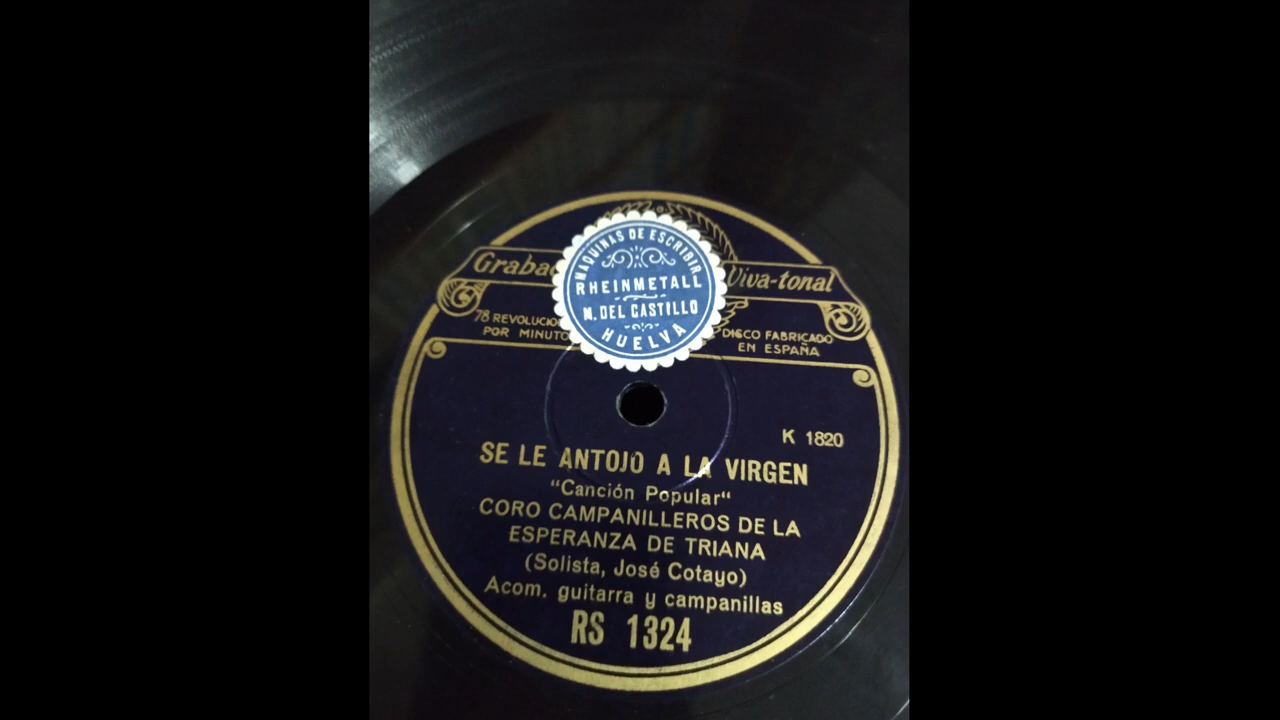 MAQUINAS DE ESCRIBIR
RHEINMETALL
M. DEL CASTILLO
HUELVA
Viva-tonal
78
POR
DISCO FABRICADO
EN ESPAÑA
K 1820
SE LE ANTOJO A LA VIRGEN
"Canción Popular"
CORO CAMPANILLEROS DE LA
ESPERANZA DE TRIANA
(Solista, José Cotayo)
Acom. guitarra y campanillas
RS 1324